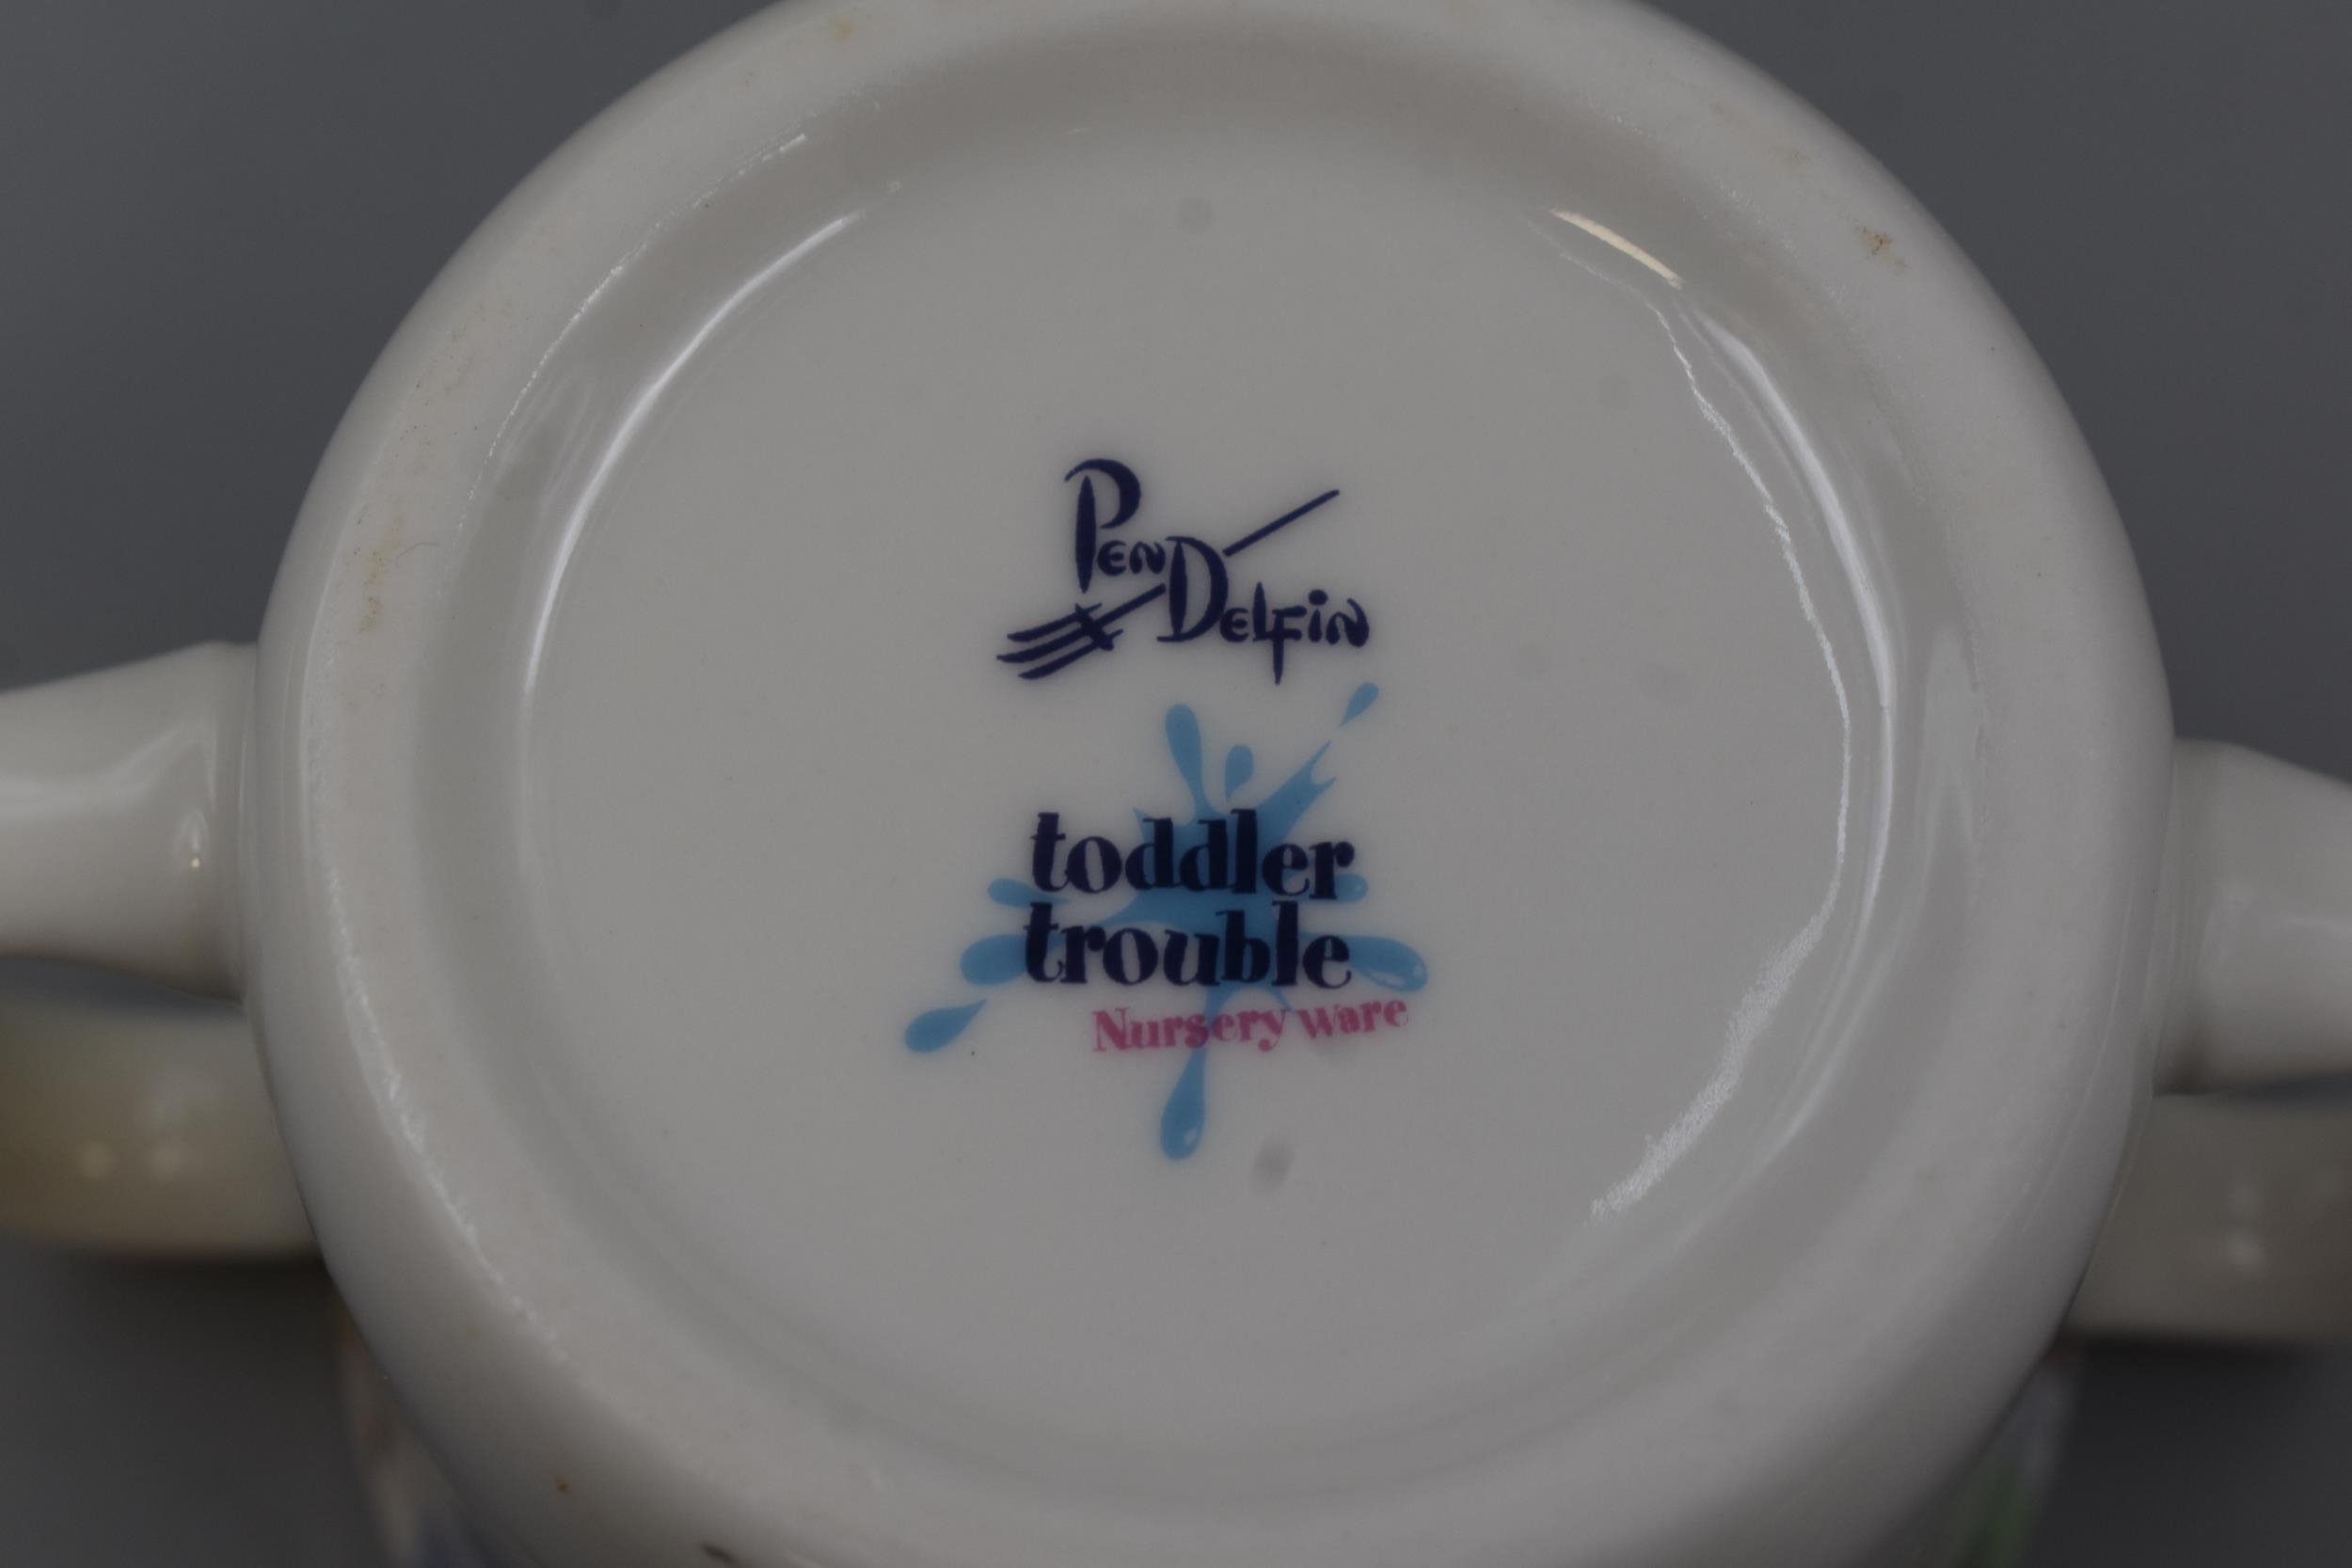 PenDelfin
toddler
trouble
Nursery ware